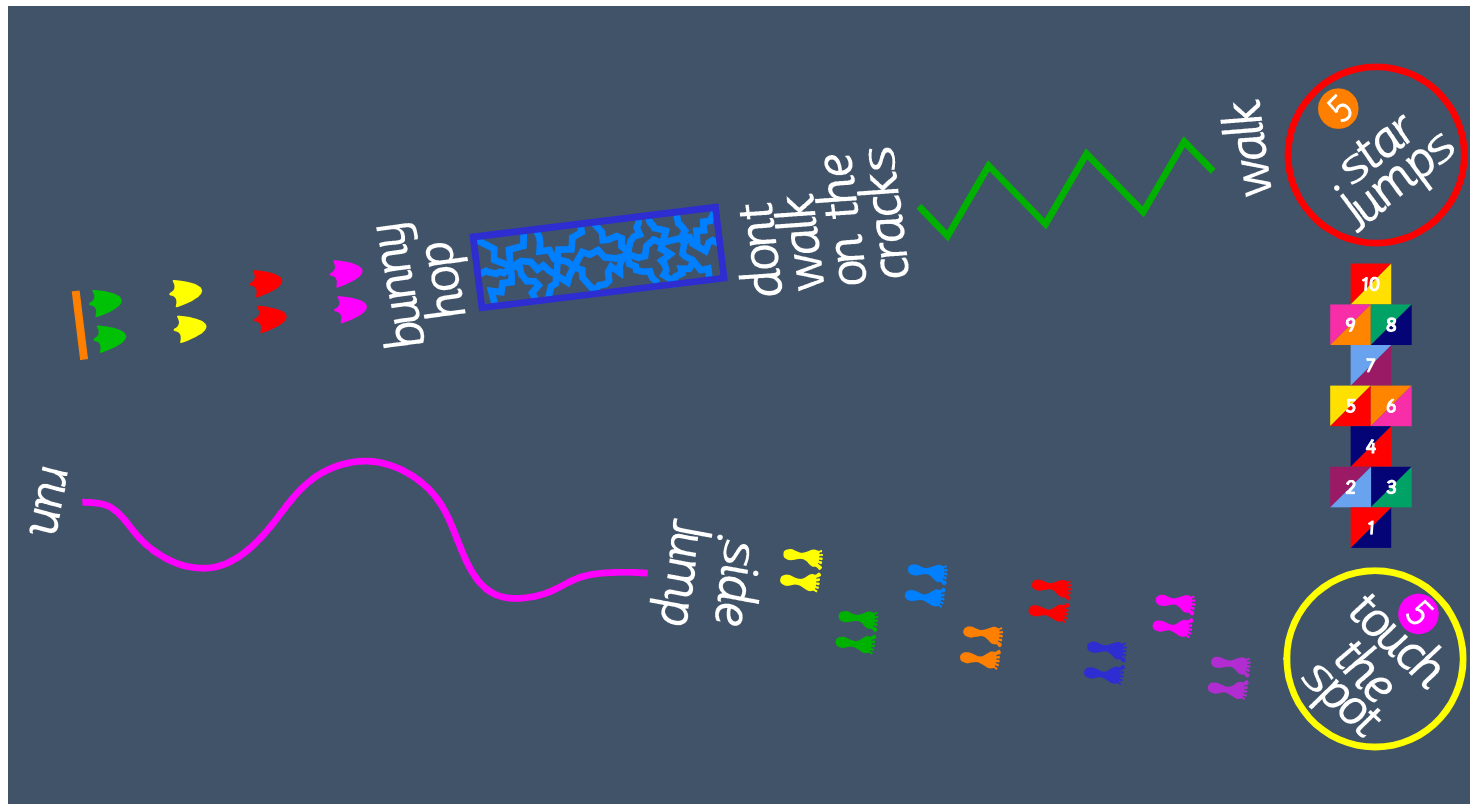 run
side
jump
5
touch
the
spot
1
2 3
4
5 6
7
9 8
10
5
star
jumps
walk
dont
walk
on the
cracks
bunny
hop